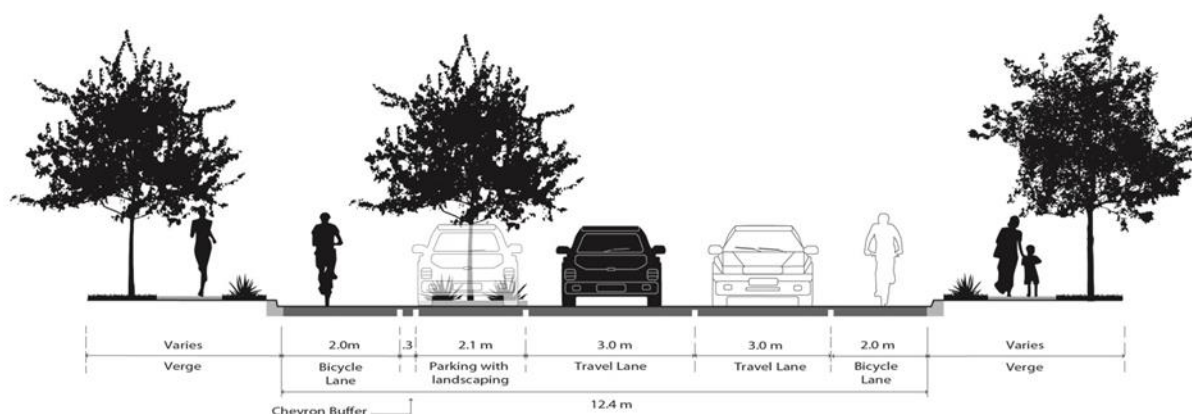 Varies 2.0m .3 2.1 m 3.0 m 3.0 m 2.0 m Varies
Verge Bicycle Parking with Travel Lane Travel Lane Bicycle Verge
Lane landscaping Lane
12.4 m
Chevron Buffer